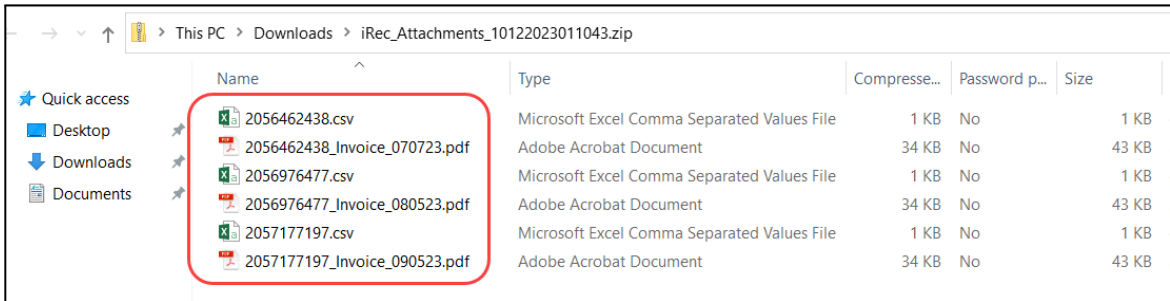 This PC > Downloads > iRec_Attachments_10122023011043.zip
Quick access
Desktop
Downloads
Documents
Name Type Compresse... Password p... Size
2056462438.csv Microsoft Excel Comma Separated Values File 1 KB No 1 KB
2056462438_Invoice_070723.pdf Adobe Acrobat Document 34 KB No 43 KB
2056976477.csv Microsoft Excel Comma Separated Values File 1 KB No 1 KB
2056976477_Invoice_080523.pdf Adobe Acrobat Document 34 KB No 43 KB
2057177197.csv Microsoft Excel Comma Separated Values File 1 KB No 1 KB
2057177197_Invoice_090523.pdf Adobe Acrobat Document 34 KB No 43 KB